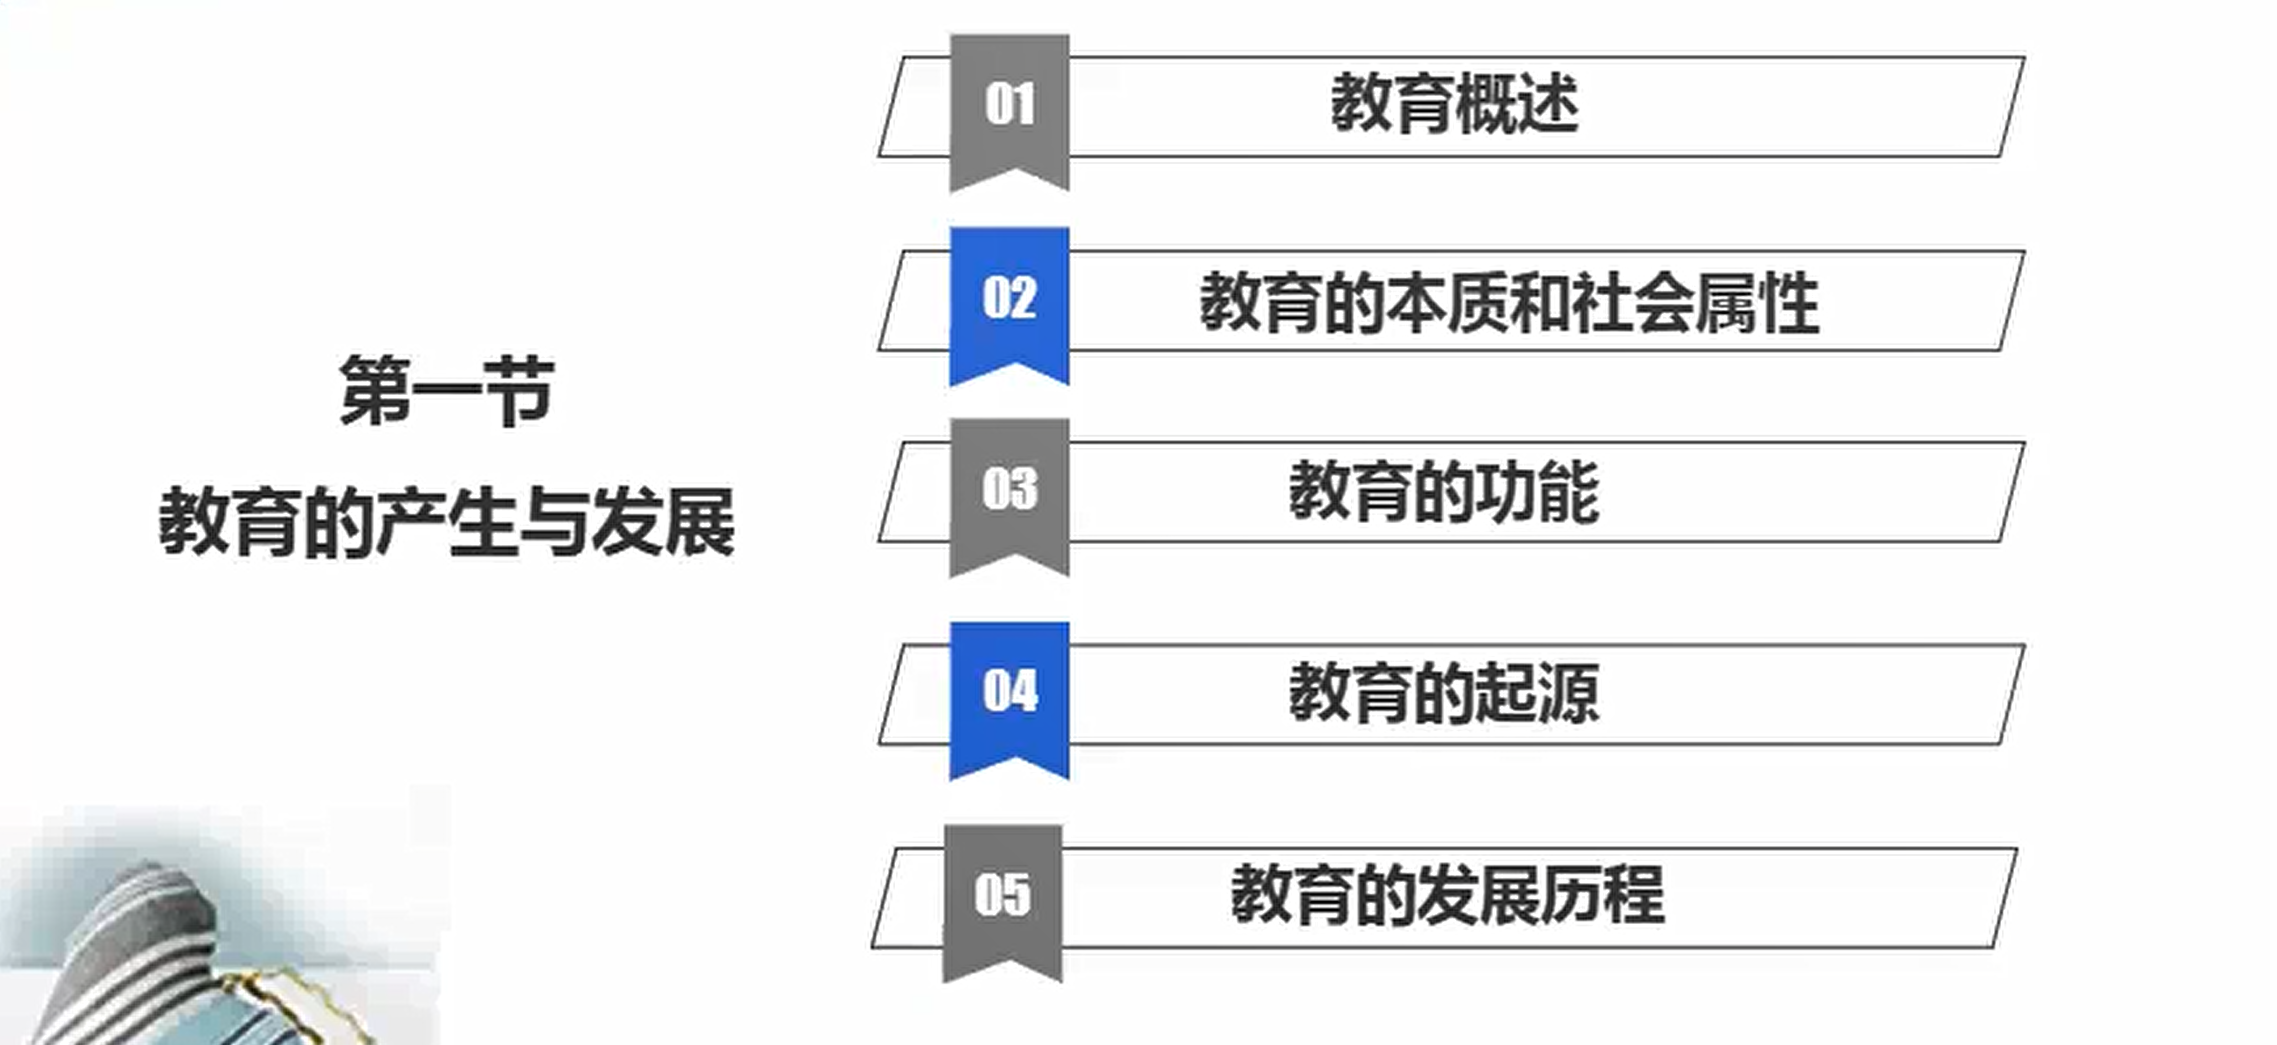 第一节
教育的产生与发展
01 教育概述
02 教育的本质和社会属性
03 教育的功能
04 教育的起源
05 教育的发展历程